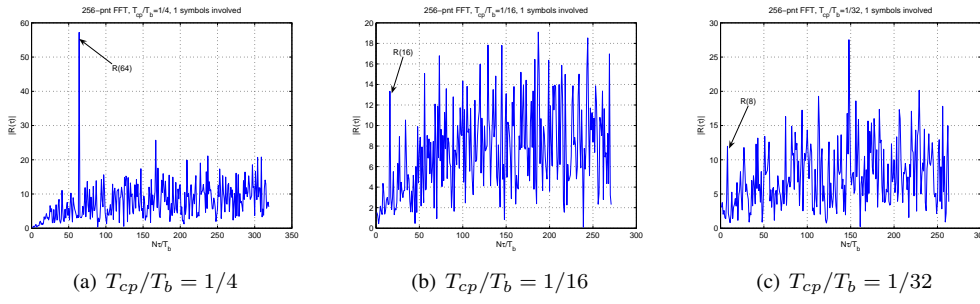 256-pnt FFT, T_cp/T_b=1/4, 1 symbols involved
60
50
40
30
20
10
0
|R(τ)|
R(64)
0 50 100 150 200 250 300 350
Nτ/T_b
(a) T_cp/T_b = 1/4
256-pnt FFT, T_cp/T_b=1/16, 1 symbols involved
20
18
16
14
12
10
8
6
4
2
0
|R(τ)|
R(16)
0 50 100 150 200 250 300
Nτ/T_b
(b) T_cp/T_b = 1/16
256-pnt FFT, T_cp/T_b=1/32, 1 symbols involved
30
25
20
15
10
5
0
|R(τ)|
R(8)
0 50 100 150 200 250 300
Nτ/T_b
(c) T_cp/T_b = 1/32